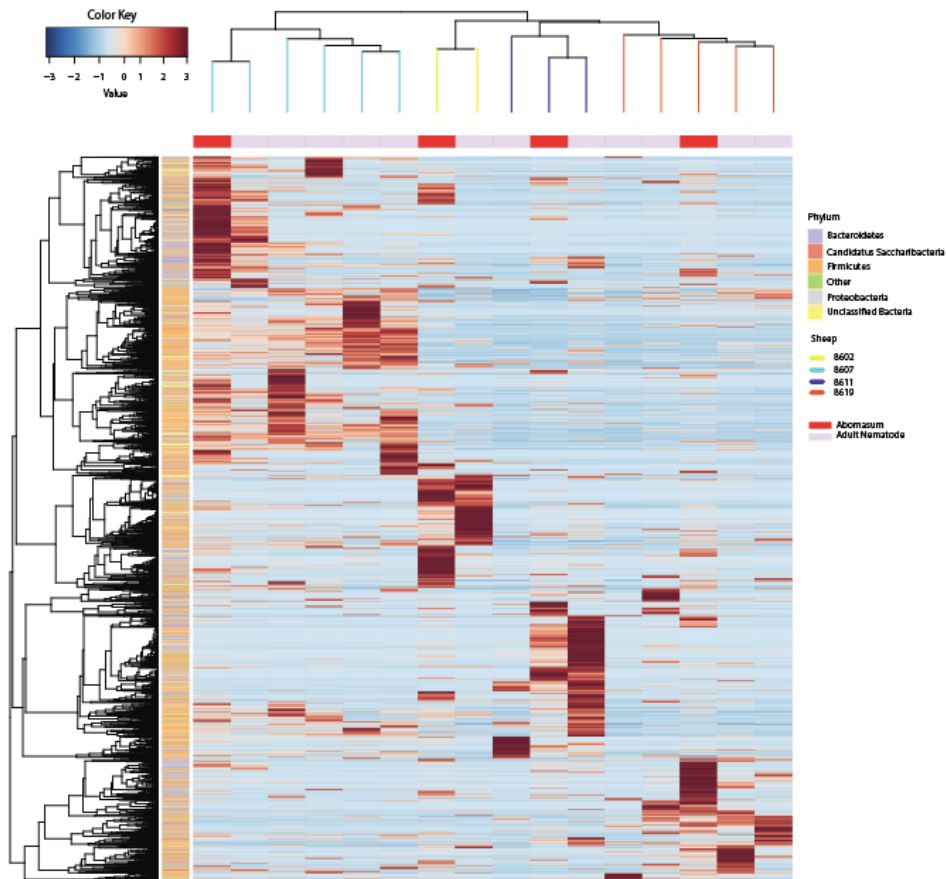 Color Key
−3 −2 −1 0 1 2 3
Value
Phylum
Bacteroidetes
Candidatus Saccharibacteria
Firmicutes
Other
Proteobacteria
Unclassified Bacteria
Sheep
8602
8607
8611
8619
Abomasum
Adult Nematode